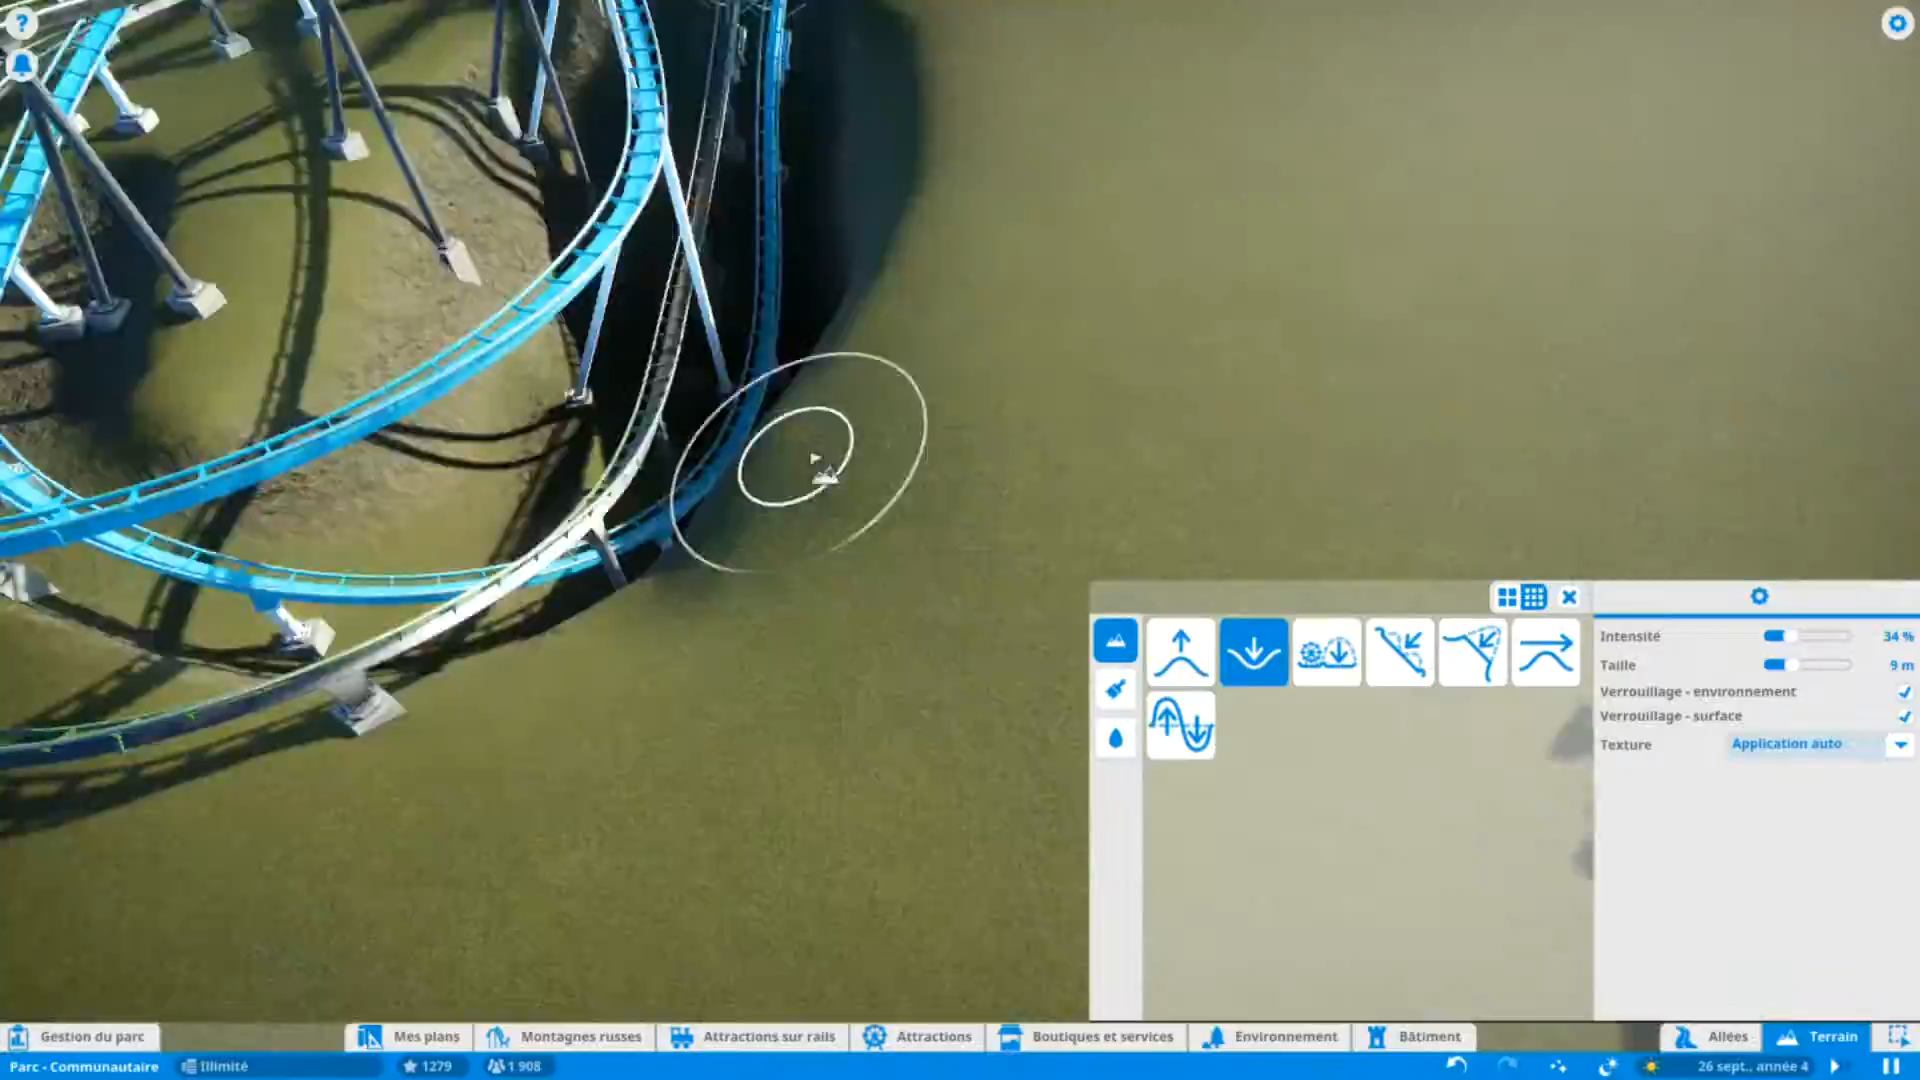 ?
Intensité 34 %
Taille 9 m
Verrouillage - environnement
Verrouillage - surface
Texture Application auto
Gestion du parc Mes plans Montagnes russes Attractions sur rails Attractions Boutiques et services Environnement Bâtiment Allées Terrain
Parc - Communautaire Illimité 1279 1 908 26 sept., année 4